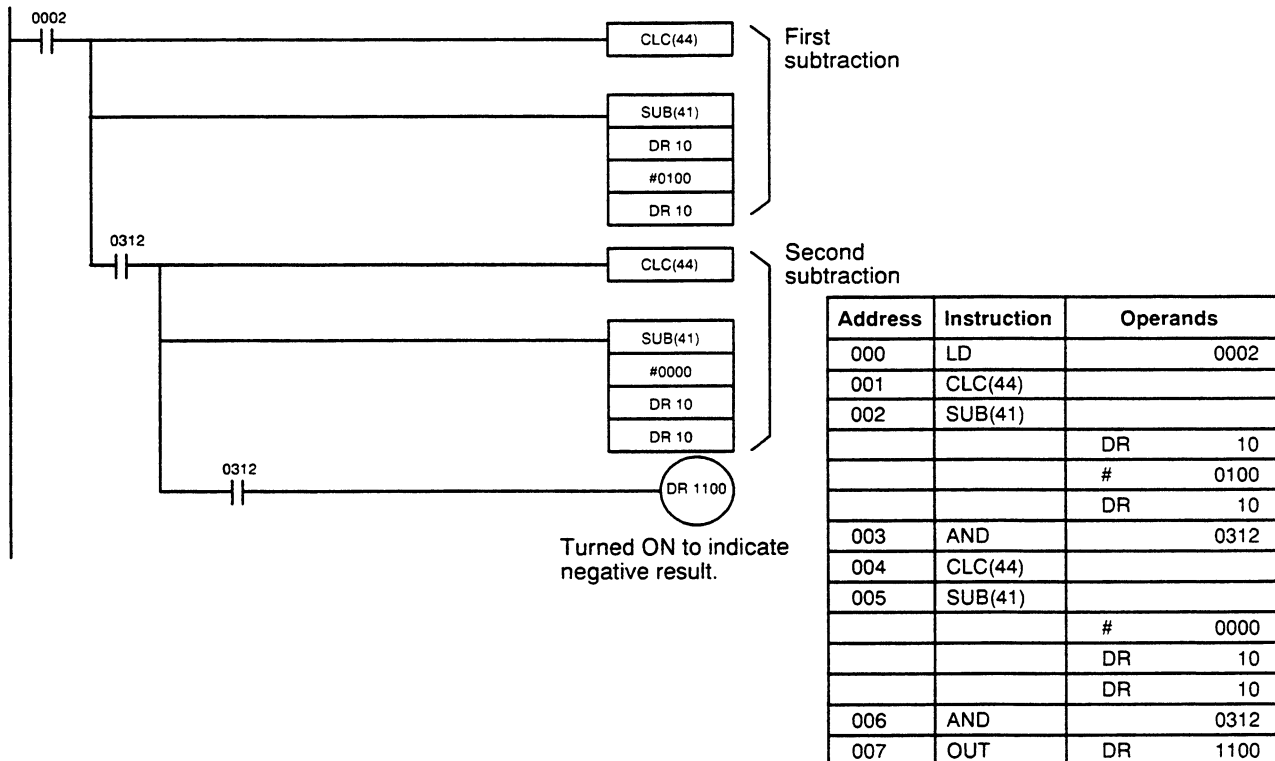 0002
CLC(44)
First
subtraction
SUB(41)
DR 10
#0100
DR 10
0312
CLC(44)
Second
subtraction
SUB(41)
#0000
DR 10
DR 10
0312
DR 1100
Turned ON to indicate
negative result.
Address Instruction Operands
000 LD 0002
001 CLC(44)
002 SUB(41)
DR 10
# 0100
DR 10
003 AND 0312
004 CLC(44)
005 SUB(41)
# 0000
DR 10
DR 10
006 AND 0312
007 OUT DR 1100